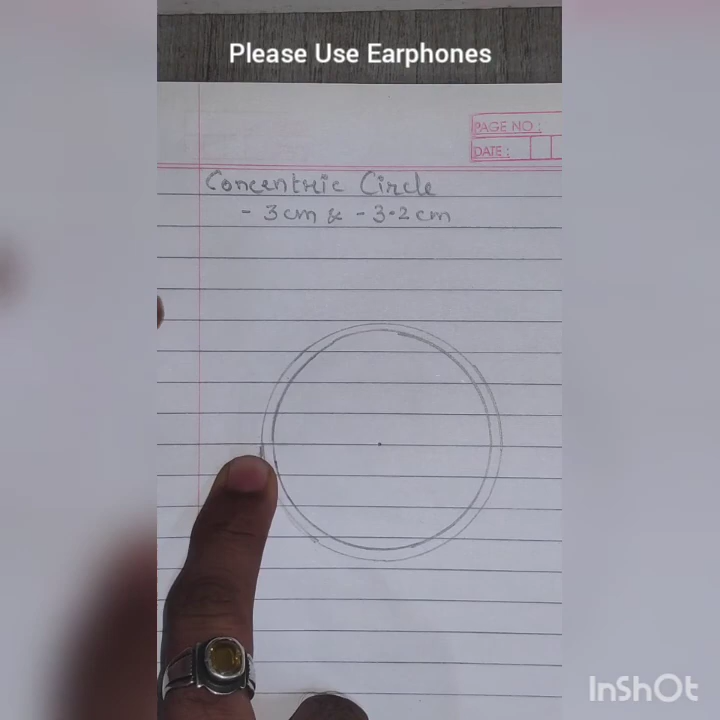 Please Use Earphones
PAGE NO :
DATE :
Concentric Circle
- 3 cm & - 3.2 cm
InShOt